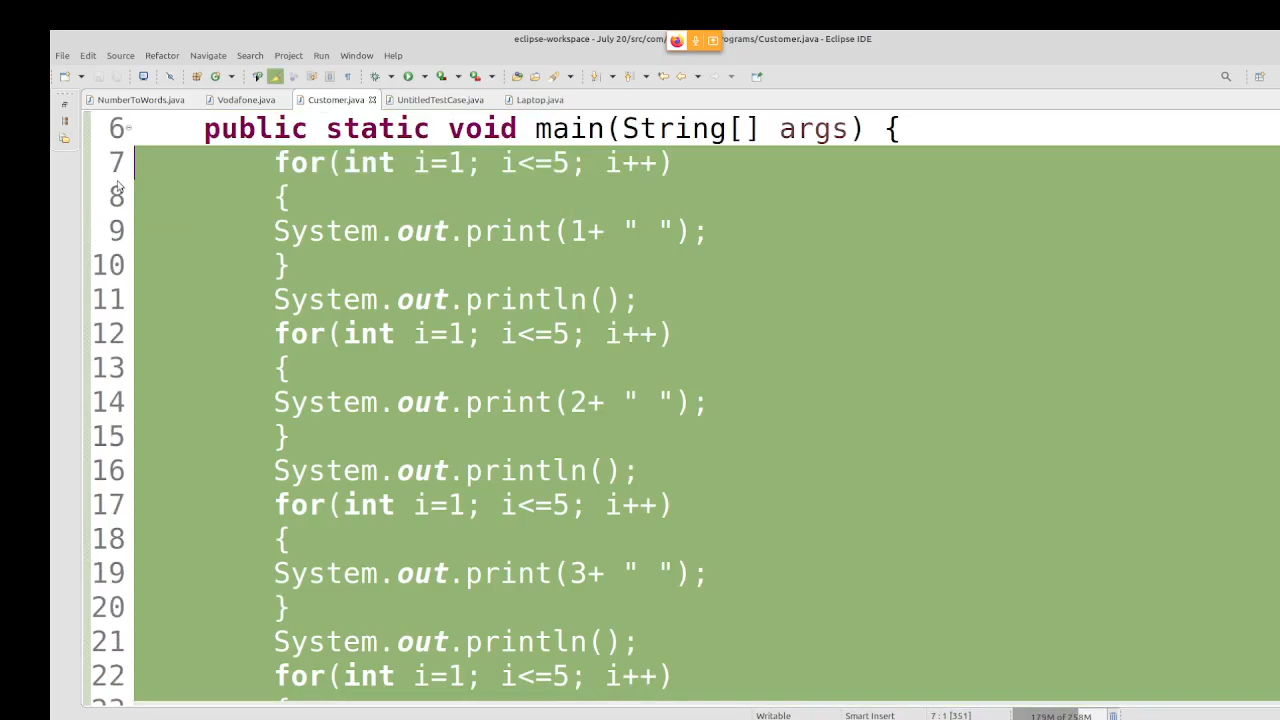 eclipse-workspace - July 20/src/com/ rograms/Customer.java - Eclipse IDE
File Edit Source Refactor Navigate Search Project Run Window Help
NumberToWords.java Vodafone.java Customer.java UntitledTestCase.java Laptop.java
6 public static void main(String[] args) {
7 for(int i=1; i<=5; i++)
8 {
9 System.out.print(1+ " ");
10 }
11 System.out.println();
12 for(int i=1; i<=5; i++)
13 {
14 System.out.print(2+ " ");
15 }
16 System.out.println();
17 for(int i=1; i<=5; i++)
18 {
19 System.out.print(3+ " ");
20 }
21 System.out.println();
22 for(int i=1; i<=5; i++)
23 {
Writable Smart Insert 7 : 1 [351] 179M of 258M